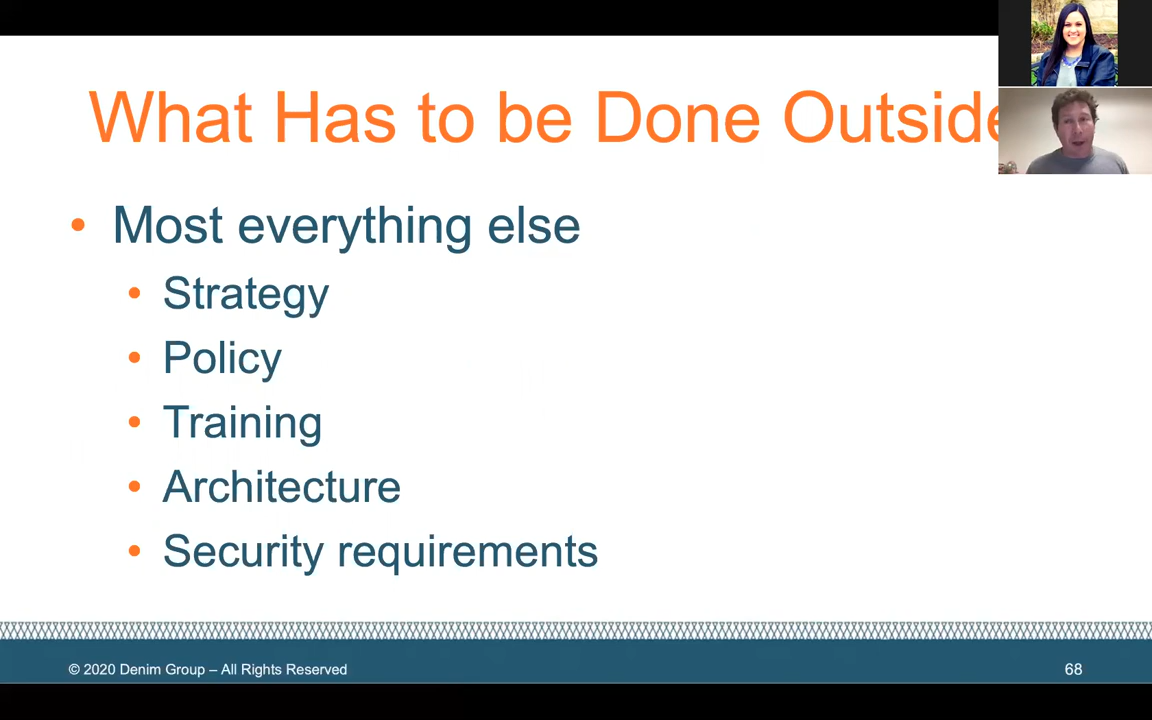 What Has to be Done Outside
• Most everything else
• Strategy
• Policy
• Training
• Architecture
• Security requirements
© 2020 Denim Group – All Rights Reserved
68